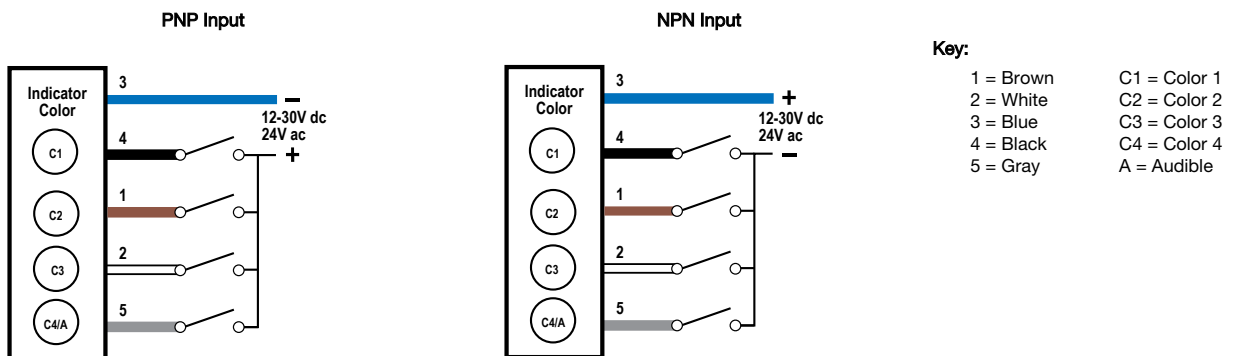 PNP Input
Indicator
Color
C1
C2
C3
C4/A
3
4
1
2
5
–
12-30V dc
24V ac
+
NPN Input
Indicator
Color
C1
C2
C3
C4/A
3
4
1
2
5
+
12-30V dc
24V ac
–
Key:
1 = Brown C1 = Color 1
2 = White C2 = Color 2
3 = Blue C3 = Color 3
4 = Black C4 = Color 4
5 = Gray A = Audible